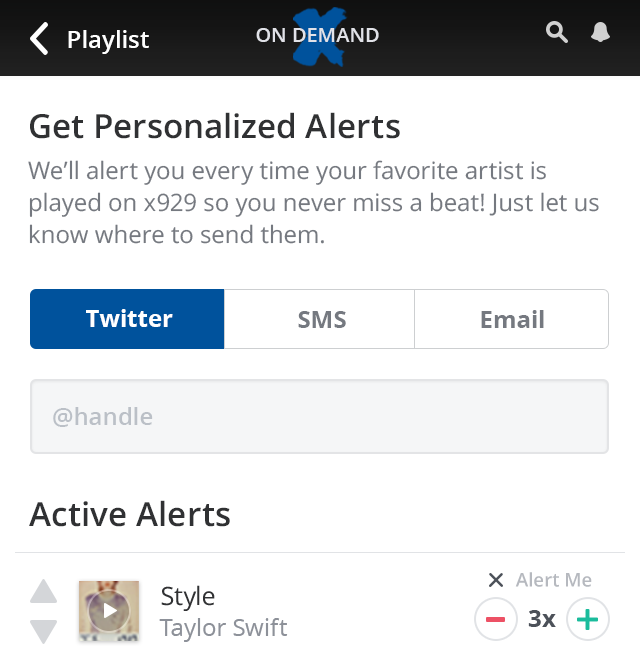 Playlist
ON DEMAND
Get Personalized Alerts
We’ll alert you every time your favorite artist is
played on x929 so you never miss a beat! Just let us
know where to send them.
Twitter
SMS
Email
@handle
Active Alerts
Style
Taylor Swift
Alert Me
3x